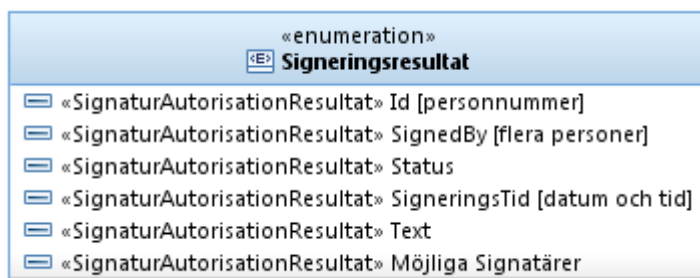 «enumeration»
Signeringsresultat
«SignaturAutorisationResultat» Id [personnummer]
«SignaturAutorisationResultat» SignedBy [flera personer]
«SignaturAutorisationResultat» Status
«SignaturAutorisationResultat» SigneringsTid [datum och tid]
«SignaturAutorisationResultat» Text
«SignaturAutorisationResultat» Möjliga Signatärer